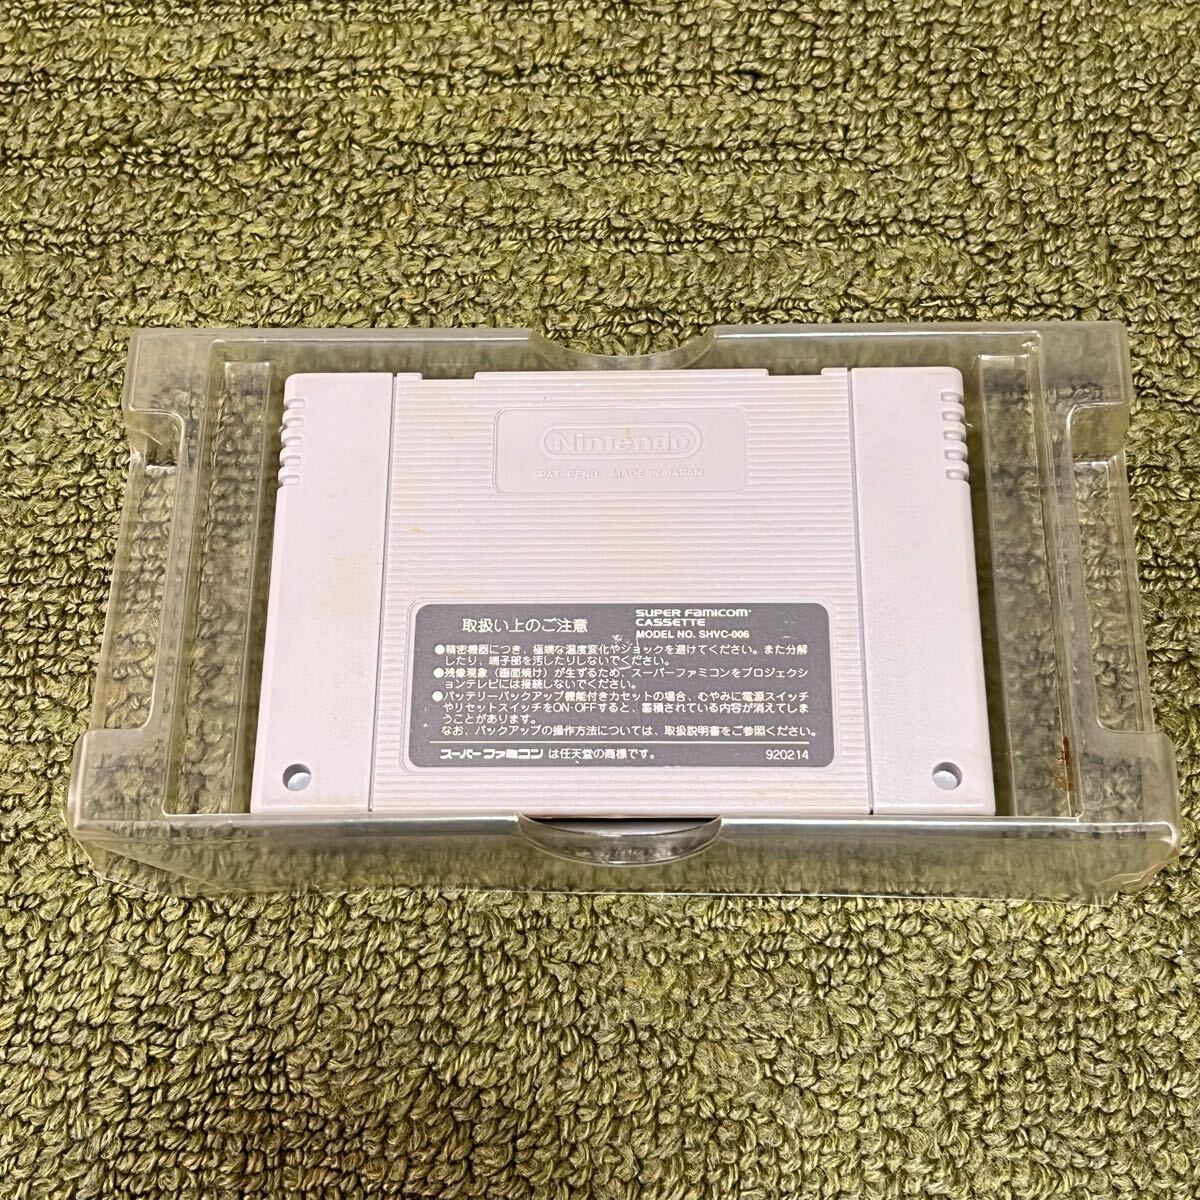 Nintendo
PAT. PEND. MADE IN JAPAN
取扱い上のご注意
SUPER Famicom
CASSETTE
MODEL NO. SHVC-006
●精密機器につき、極端な温度変化やショックを避けてください。また分解
したり、端子部を汚したりしないでください。
●残像現象（画面焼け）が生ずるため、スーパーファミコンをプロジェクシ
ョンテレビには接続しないでください。
●バッテリーバックアップ機能付きカセットの場合、むやみに電源スイッチ
やリセットスイッチをON・OFFすると、蓄積されている内容が消えてしま
うことがあります。
なお、バックアップの操作方法については、取扱説明書をご参照ください。
スーパーファミコン は任天堂の商標です。
920214